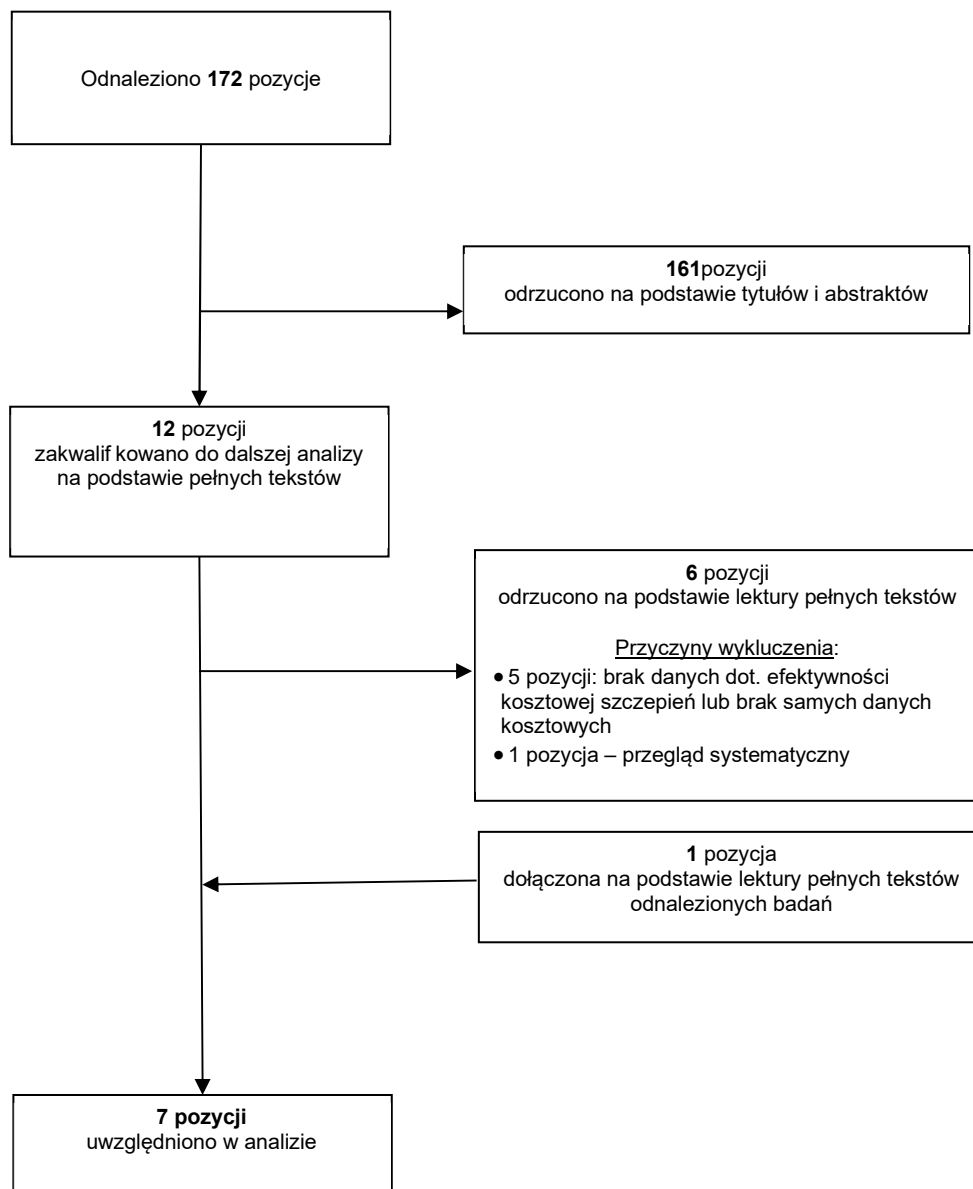 Odnaleziono 172 pozycje
161pozycji
odrzucono na podstawie tytułów i abstraktów
12 pozycji
zakwalif kowano do dalszej analizy
na podstawie pełnych tekstów
6 pozycji
odrzucono na podstawie lektury pełnych tekstów
Przyczyny wykluczenia:
• 5 pozycji: brak danych dot. efektywności
kosztowej szczepień lub brak samych danych
kosztowych
• 1 pozycja – przegląd systematyczny
1 pozycja
dołączona na podstawie lektury pełnych tekstów
odnalezionych badań
7 pozycji
uwzględniono w analizie